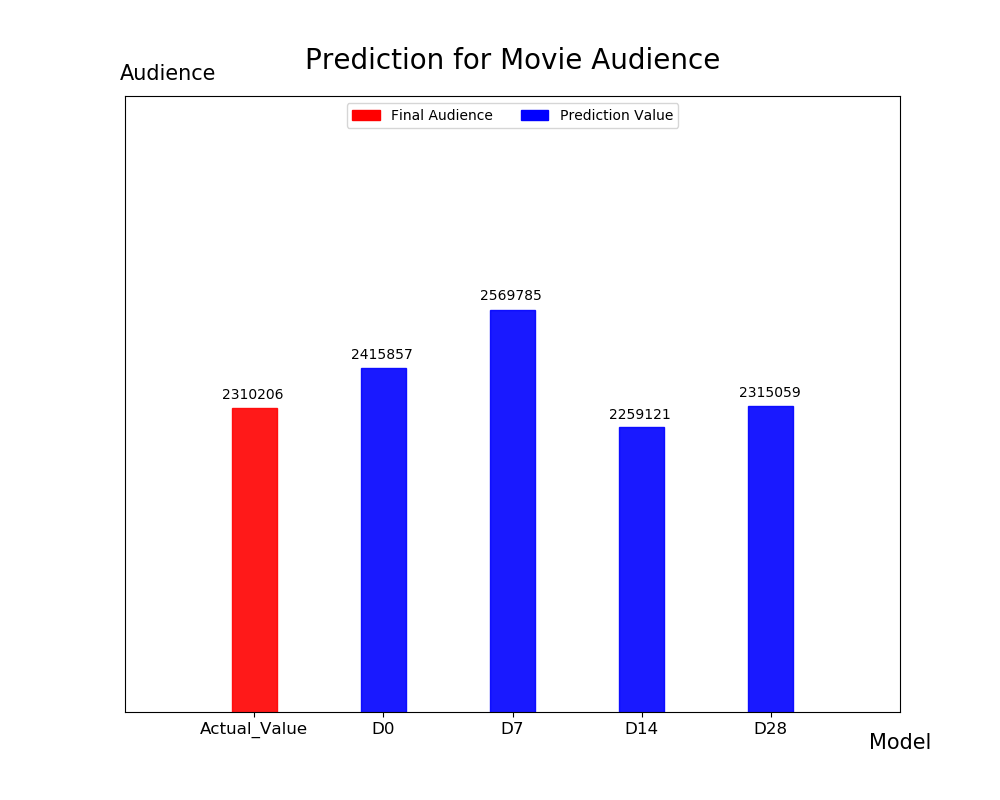 Prediction for Movie Audience
Audience
Final Audience
Prediction Value
2310206
2415857
2569785
2259121
2315059
Actual_Value
D0
D7
D14
D28
Model